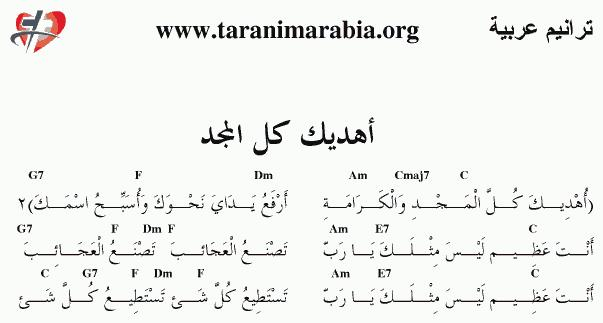 ترانيم عربية www.taranimarabia.org
أهديك كل المجد
C Cmaj7 Am Dm F G7
(أُهْدِيكَ كُلَّ الْمَجْدِ وَالْكَرَامَةِ أَرْفَعُ يَدَايَ نَحْوَكَ وَأُسَبِّحُ اسْمَكَ)٢
C E7 Am F Dm F G7
أَنْتَ عَظِيم لَيْسَ مِثْلَكَ يَا رَبّ تَصْنَعُ الْعَجَائِبَ تَصْنَعُ الْعَجَائِبَ
C E7 Am F Dm F G7 C
أَنْتَ عَظِيم لَيْسَ مِثْلَكَ يَا رَبّ تَسْتَطِيعُ كُلَّ شَئ تَسْتَطِيعُ كُلَّ شَئ